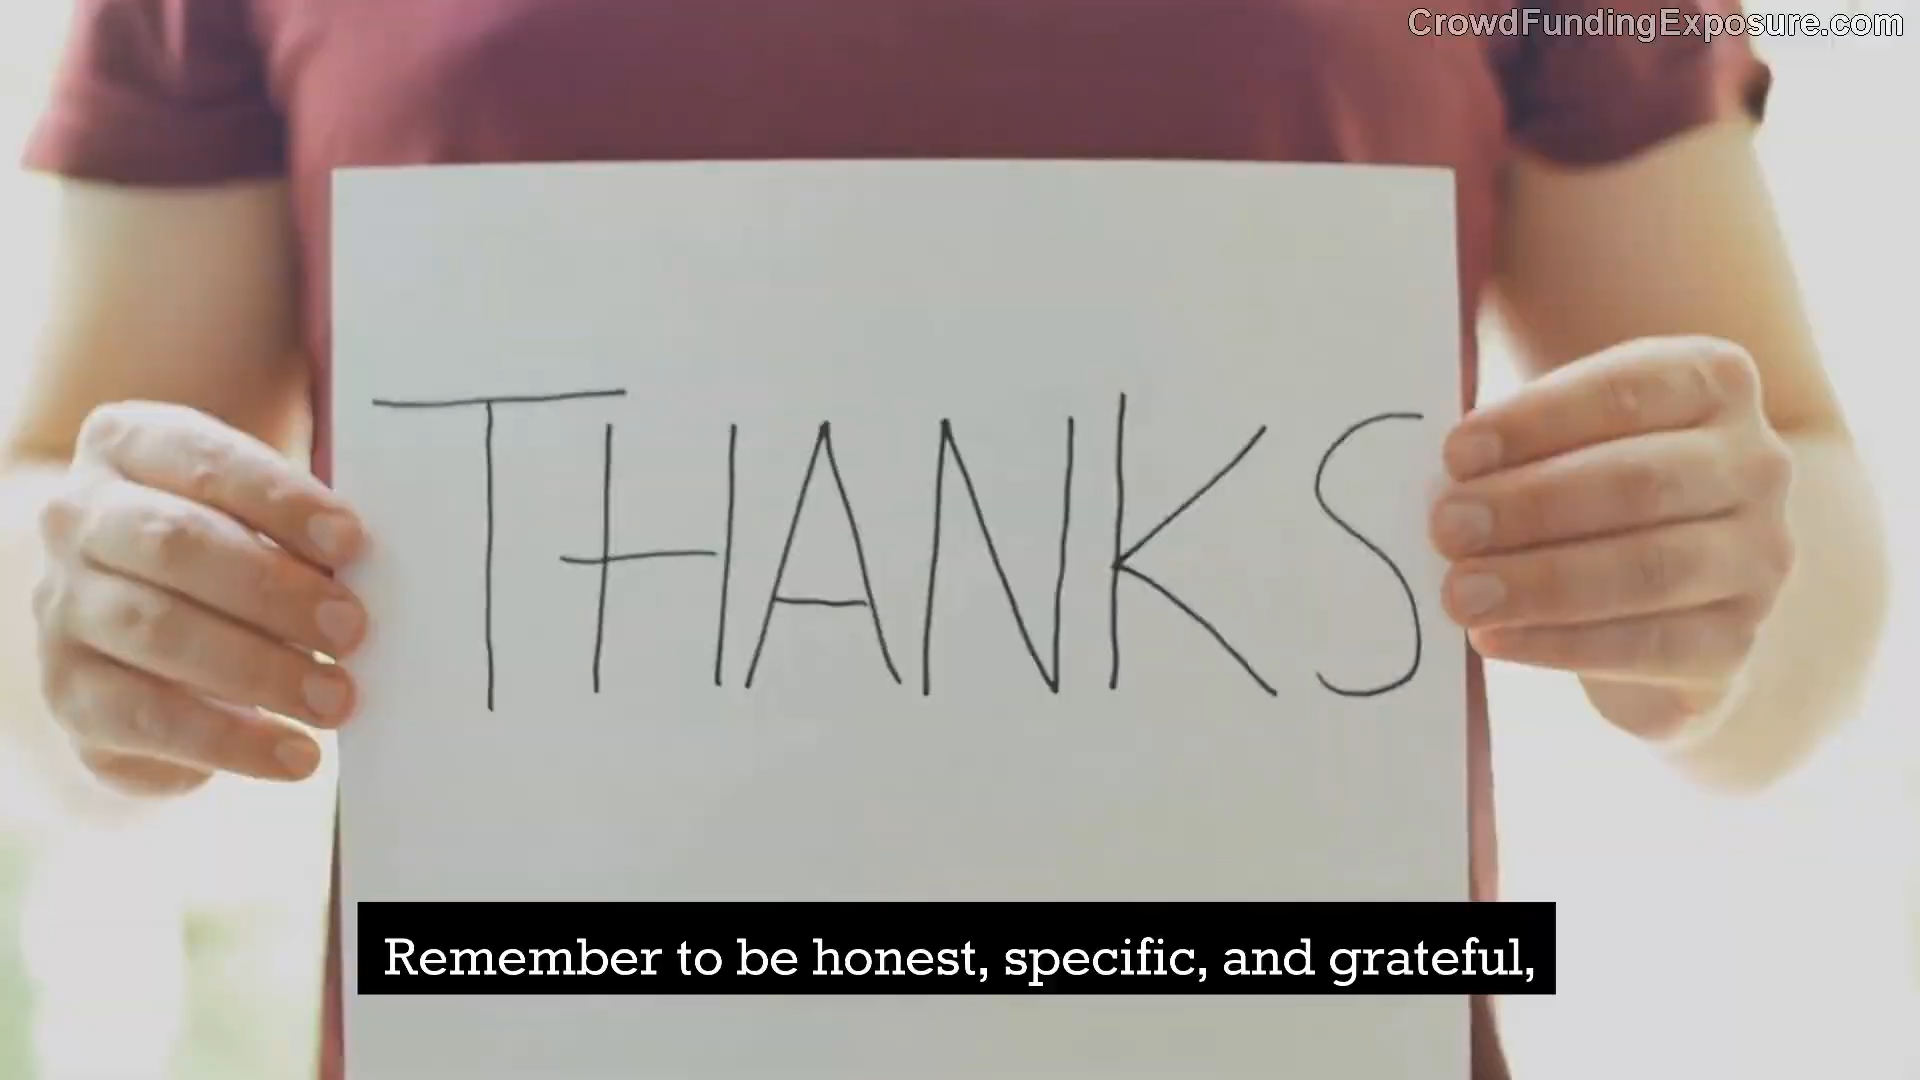 CrowdFundingExposure.com
THANKS
Remember to be honest, specific, and grateful,